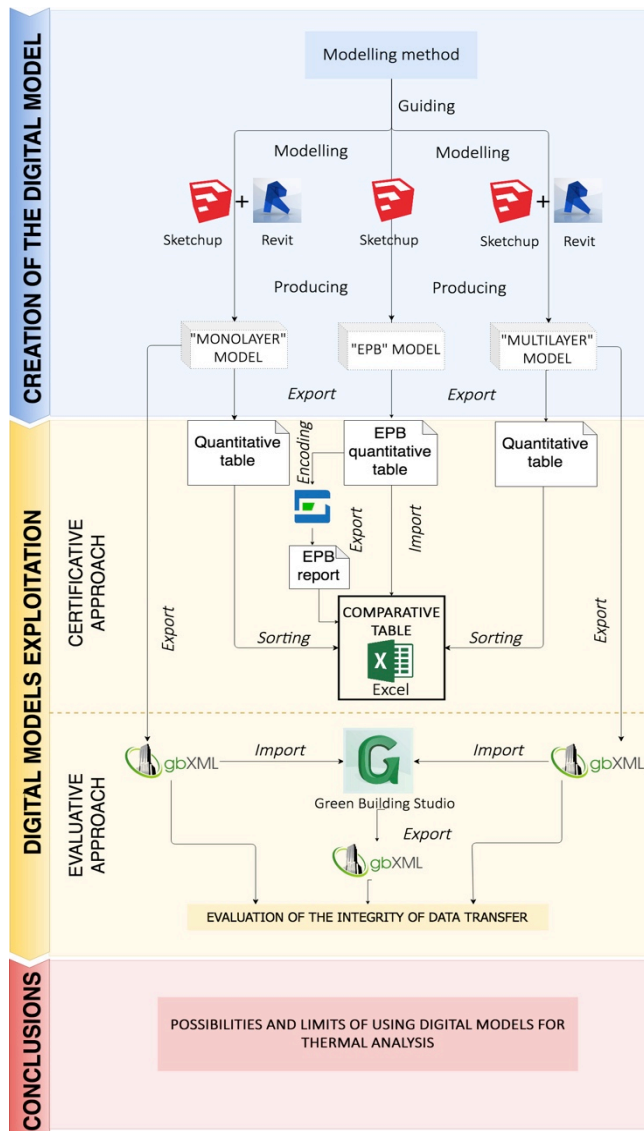 CREATION OF THE DIGITAL MODEL
Modelling method
Guiding
Modelling
Modelling
Sketchup
+
Revit
Sketchup
Sketchup
+
Revit
Producing
Producing
"MONOLAYER"
MODEL
"EPB" MODEL
"MULTILAYER"
MODEL
Export
Export
DIGITAL MODELS EXPLOITATION
CERTIFICATIVE
APPROACH
Quantitative
table
EPB
quantitative
table
Quantitative
table
Encoding
Export
Import
EPB
report
COMPARATIVE
TABLE
X
Excel
Sorting
Sorting
Export
Export
EVALUATIVE
APPROACH
gbXML
Import
G
Green Building Studio
Import
gbXML
Export
gbXML
EVALUATION OF THE INTEGRITY OF DATA TRANSFER
CONCLUSIONS
POSSIBILITIES AND LIMITS OF USING DIGITAL MODELS FOR
THERMAL ANALYSIS